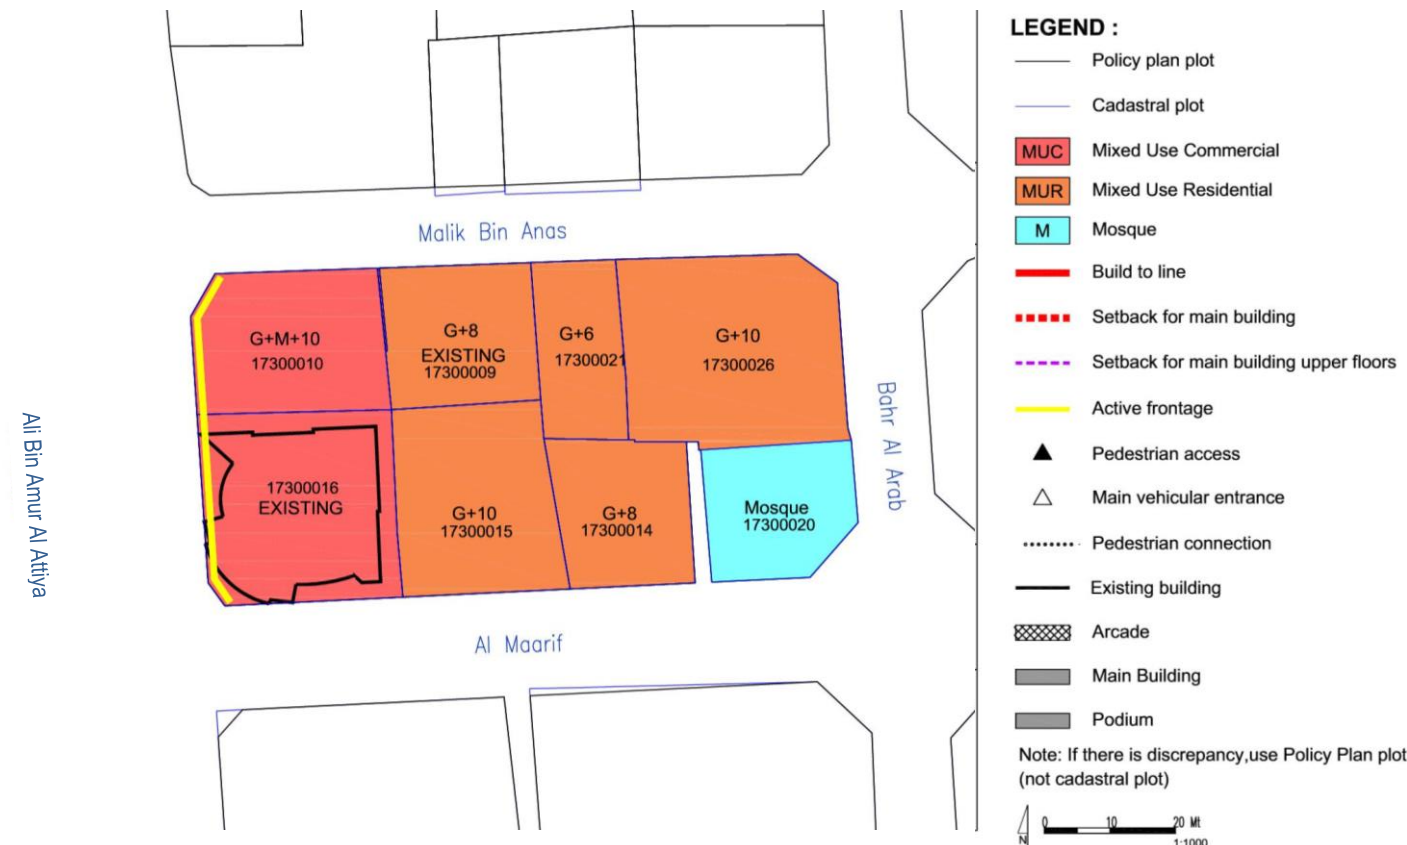 Malik Bin Anas
G+M+10
17300010
G+8
EXISTING
17300009
G+6
17300021
G+10
17300026
Ali Bin Amur Al Attiya
17300016
EXISTING
G+10
17300015
G+8
17300014
Mosque
17300020
Bahr Al Arab
Al Maarif
LEGEND :
Policy plan plot
Cadastral plot
MUC Mixed Use Commercial
MUR Mixed Use Residential
M Mosque
Build to line
Setback for main building
Setback for main building upper floors
Active frontage
Pedestrian access
Main vehicular entrance
Pedestrian connection
Existing building
Arcade
Main Building
Podium
Note: If there is discrepancy,use Policy Plan plot
(not cadastral plot)
N 0 10 20 Mt
1:1000